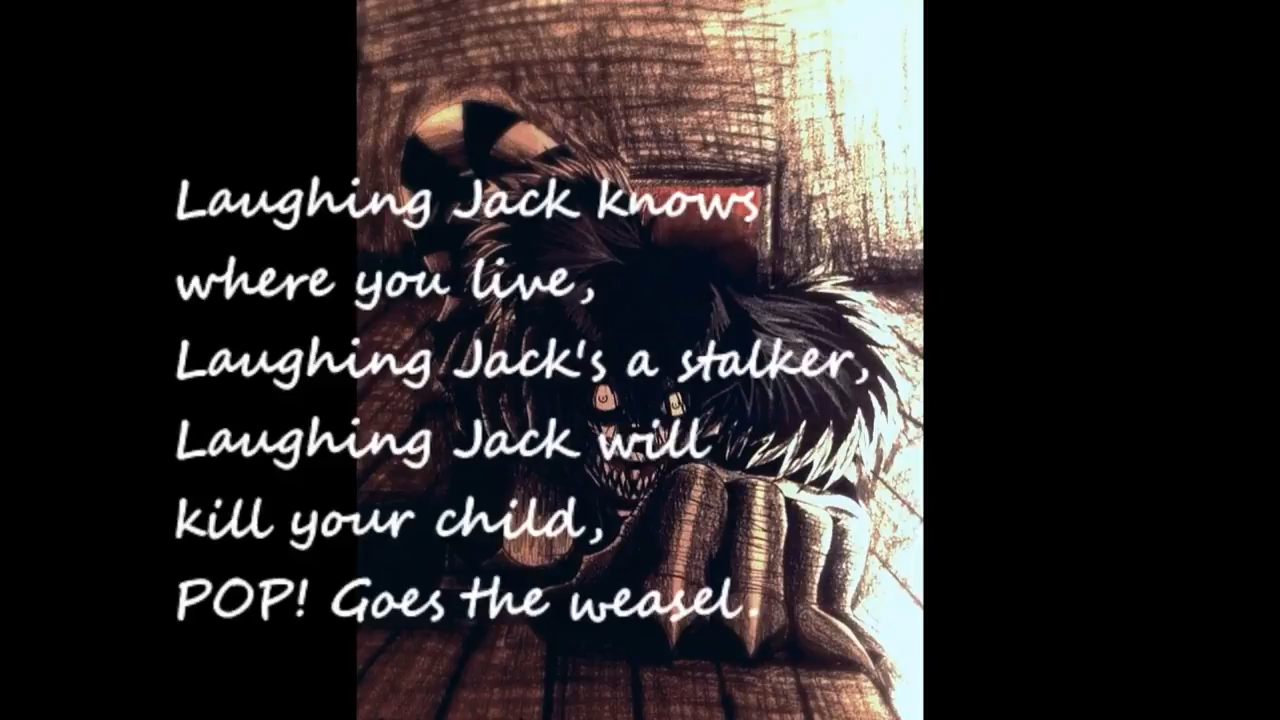 Laughing Jack knows
where you live,
Laughing Jack's a stalker,
Laughing Jack will
kill your child,
POP! Goes the weasel.